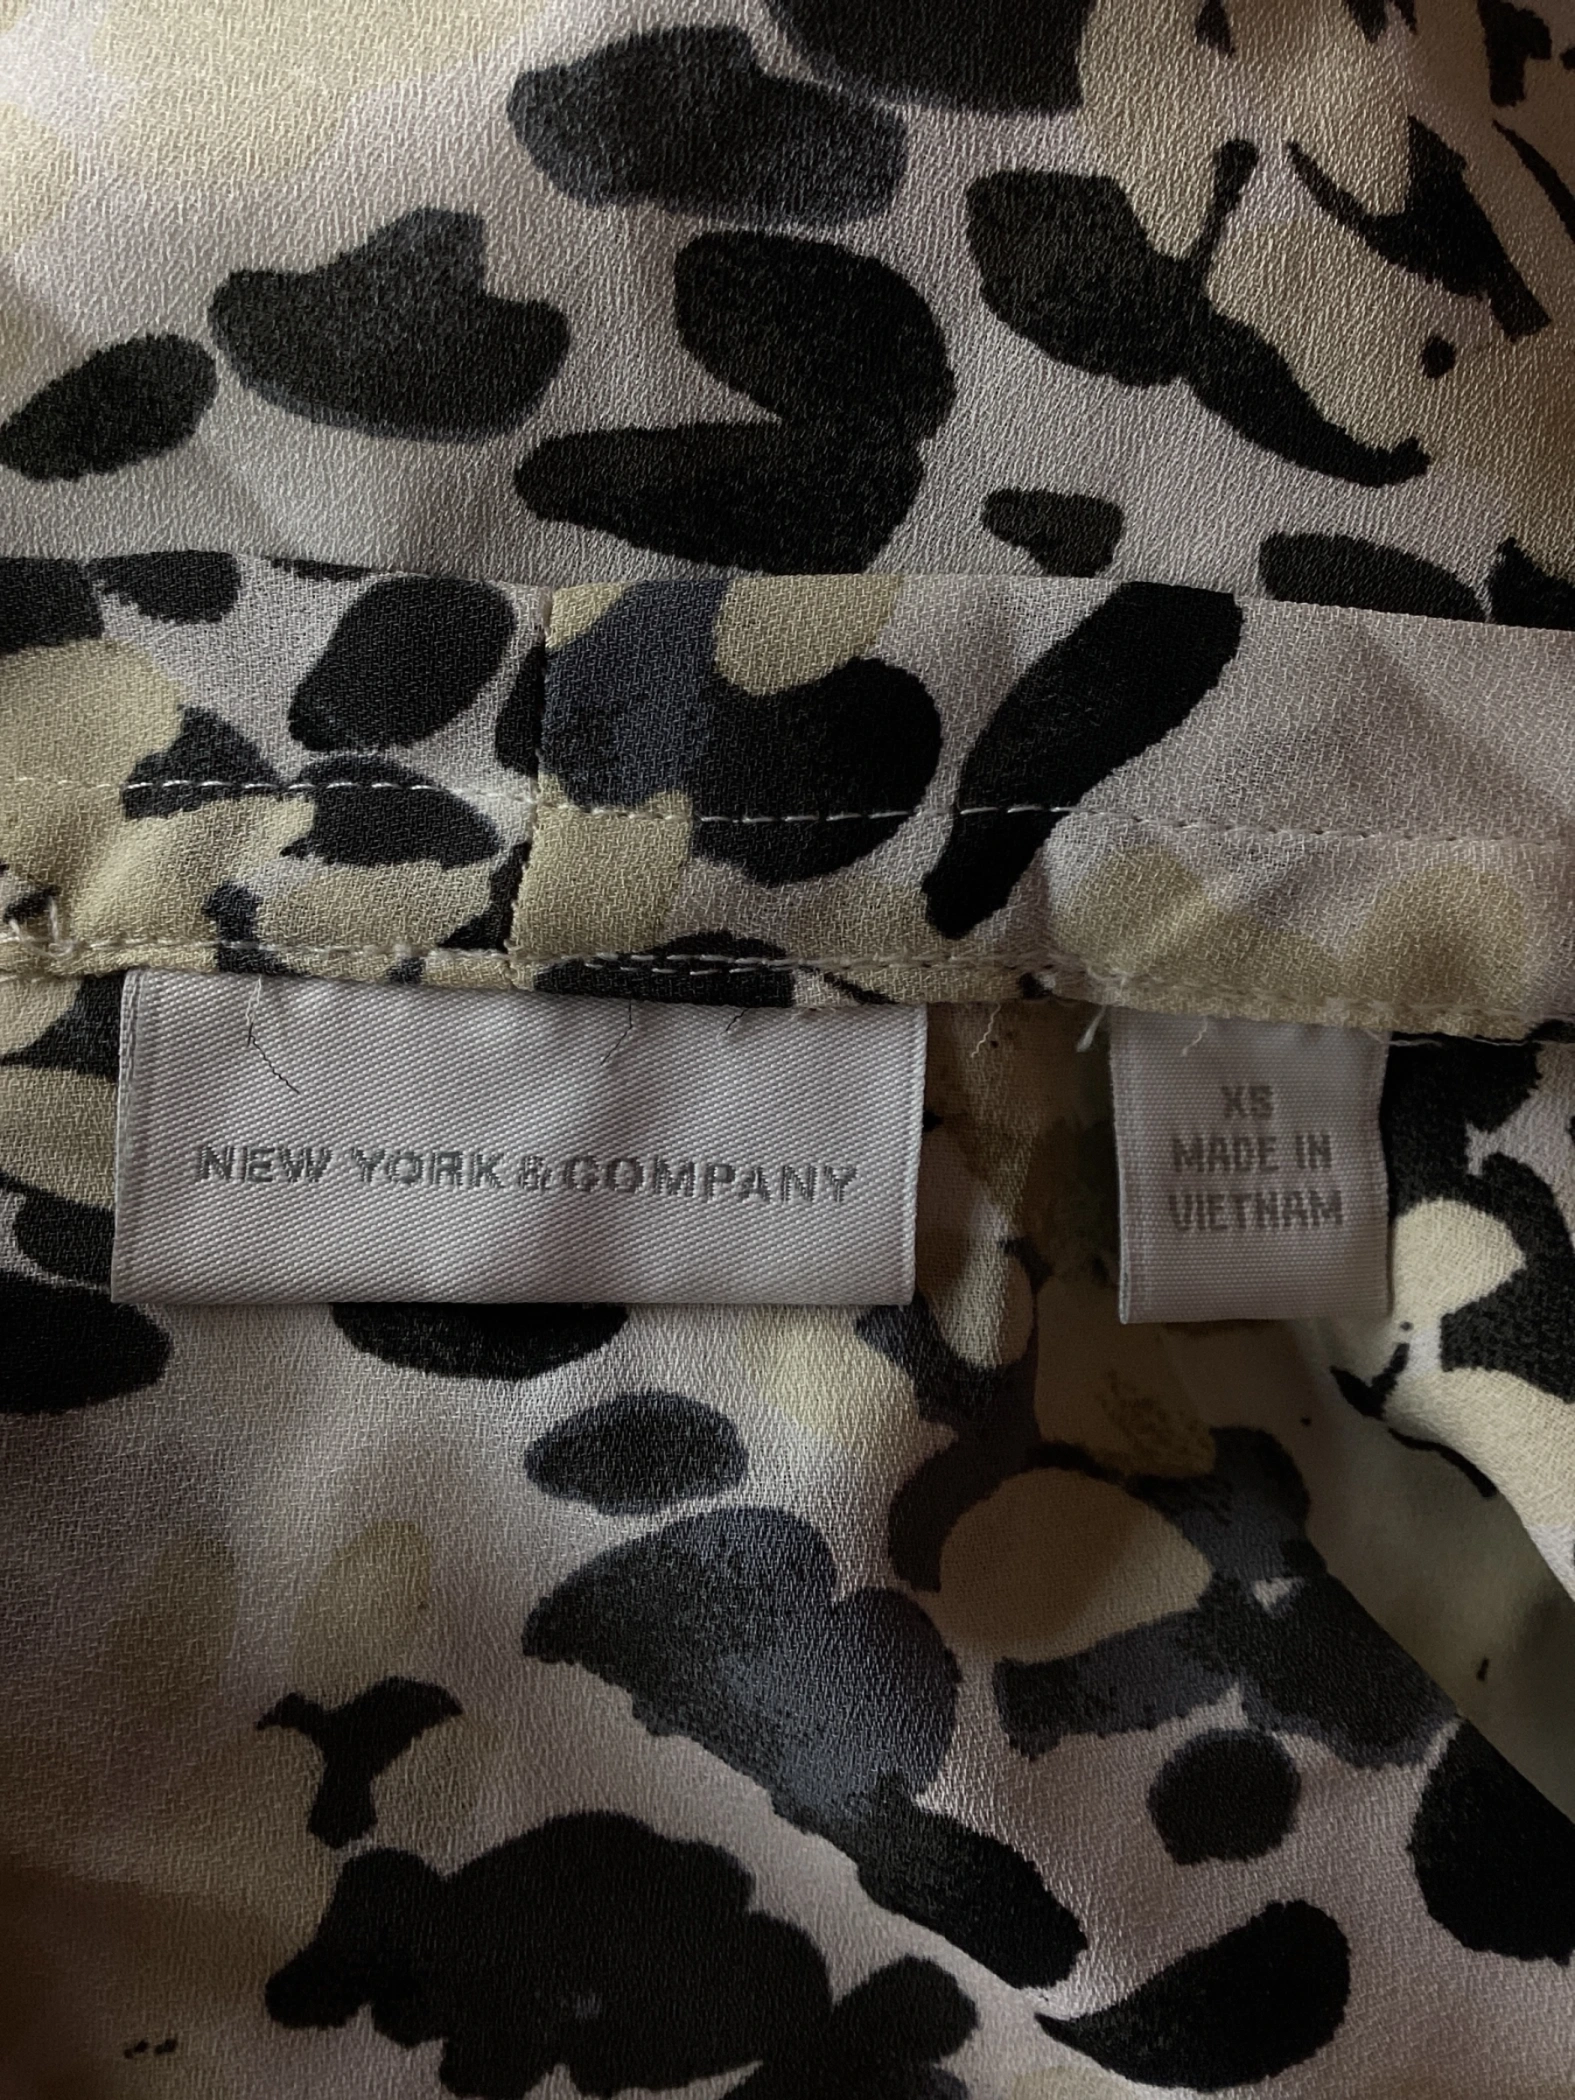 NEW YORK & COMPANY
XS
MADE IN
VIETNAM